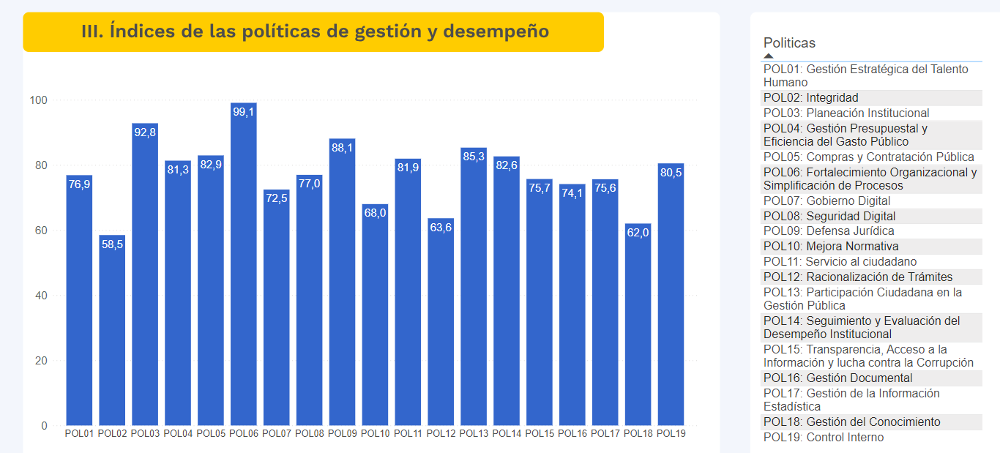 III. Índices de las políticas de gestión y desempeño
100
80
60
40
20
0
76,9
58,5
92,8
81,3
82,9
99,1
72,5
77,0
88,1
68,0
81,9
63,6
85,3
82,6
75,7
74,1
75,6
62,0
80,5
POL01 POL02 POL03 POL04 POL05 POL06 POL07 POL08 POL09 POL10 POL11 POL12 POL13 POL14 POL15 POL16 POL17 POL18 POL19
Politicas
POL01: Gestión Estratégica del Talento
Humano
POL02: Integridad
POL03: Planeación Institucional
POL04: Gestión Presupuestal y
Eficiencia del Gasto Público
POL05: Compras y Contratación Pública
POL06: Fortalecimiento Organizacional y
Simplificación de Procesos
POL07: Gobierno Digital
POL08: Seguridad Digital
POL09: Defensa Jurídica
POL10: Mejora Normativa
POL11: Servicio al ciudadano
POL12: Racionalización de Trámites
POL13: Participación Ciudadana en la
Gestión Pública
POL14: Seguimiento y Evaluación del
Desempeño Institucional
POL15: Transparencia, Acceso a la
Información y lucha contra la Corrupción
POL16: Gestión Documental
POL17: Gestión de la Información
Estadística
POL18: Gestión del Conocimiento
POL19: Control Interno